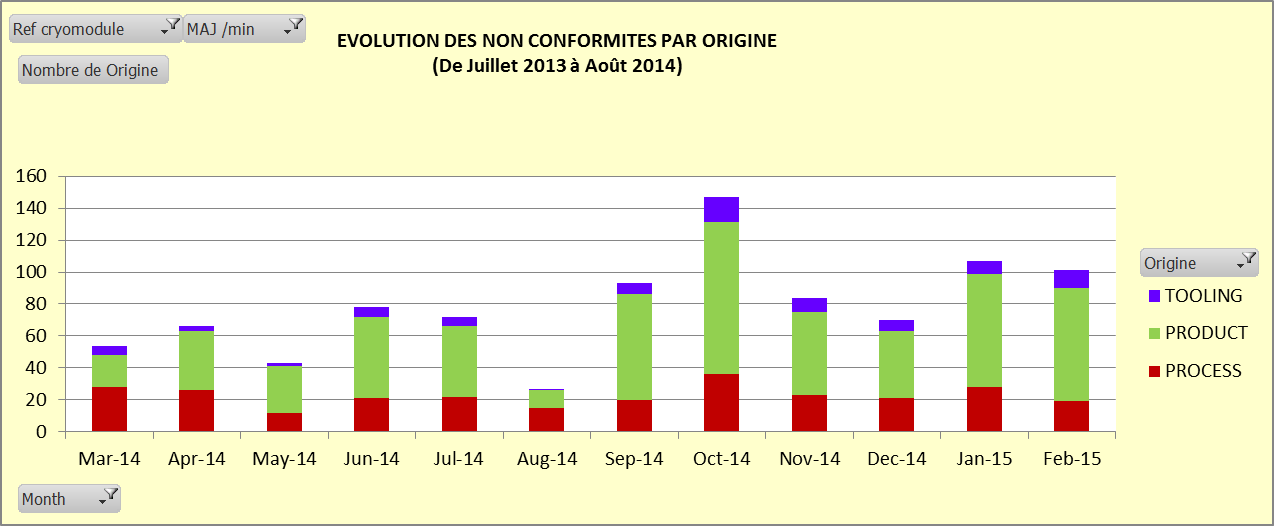 Ref cryomodule
MAJ /min
EVOLUTION DES NON CONFORMITES PAR ORIGINE
(De Juillet 2013 à Août 2014)
Nombre de Origine
160
140
120
100
80
60
40
20
0
Mar-14
Apr-14
May-14
Jun-14
Jul-14
Aug-14
Sep-14
Oct-14
Nov-14
Dec-14
Jan-15
Feb-15
Origine
TOOLING
PRODUCT
PROCESS
Month